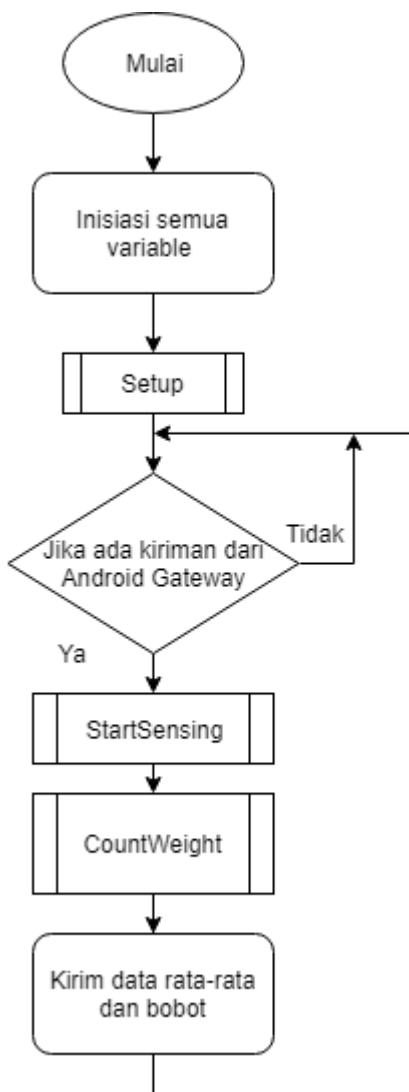 Mulai
Inisiasi semua
variable
Setup
Jika ada kiriman dari
Android Gateway
Tidak
Ya
StartSensing
CountWeight
Kirim data rata-rata
dan bobot